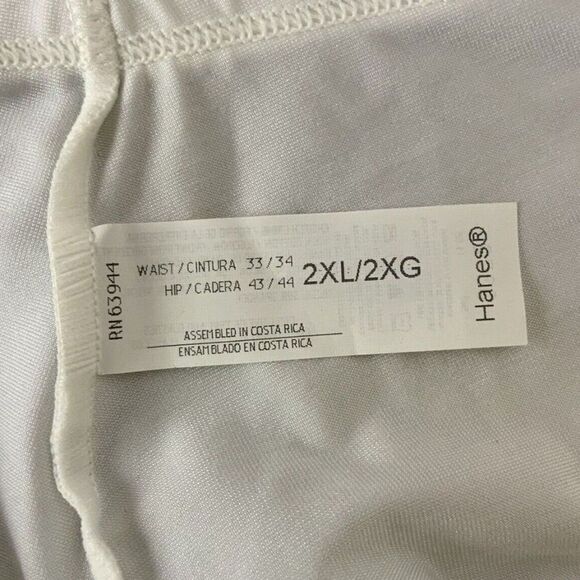 RN63944
WAIST / CINTURA 33 / 34
HIP / CADERA 43 / 44
2XL/2XG
ASSEMBLED IN COSTA RICA
ENSAMBLADO EN COSTA RICA
Hanes®